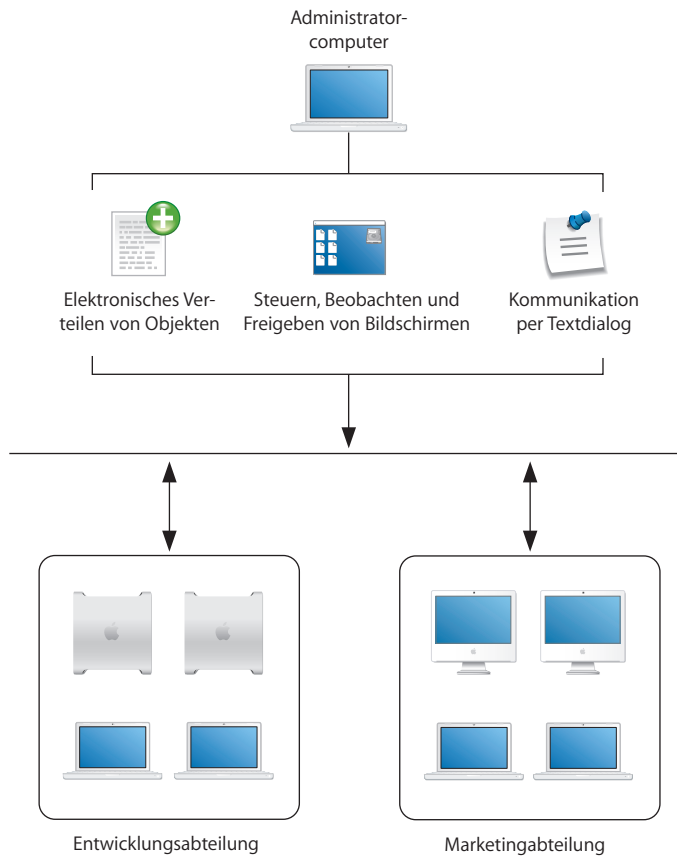 Administrator-
computer
Elektronisches Ver-
teilen von Objekten
Steuern, Beobachten und
Freigeben von Bildschirmen
Kommunikation
per Textdialog
Entwicklungsabteilung
Marketingabteilung